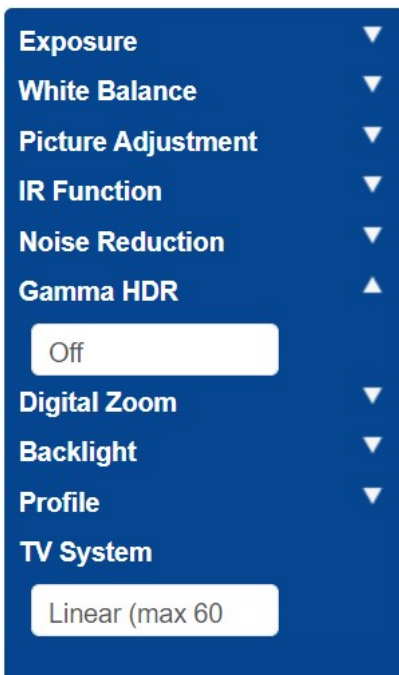 Exposure
White Balance
Picture Adjustment
IR Function
Noise Reduction
Gamma HDR
Off
Digital Zoom
Backlight
Profile
TV System
Linear (max 60